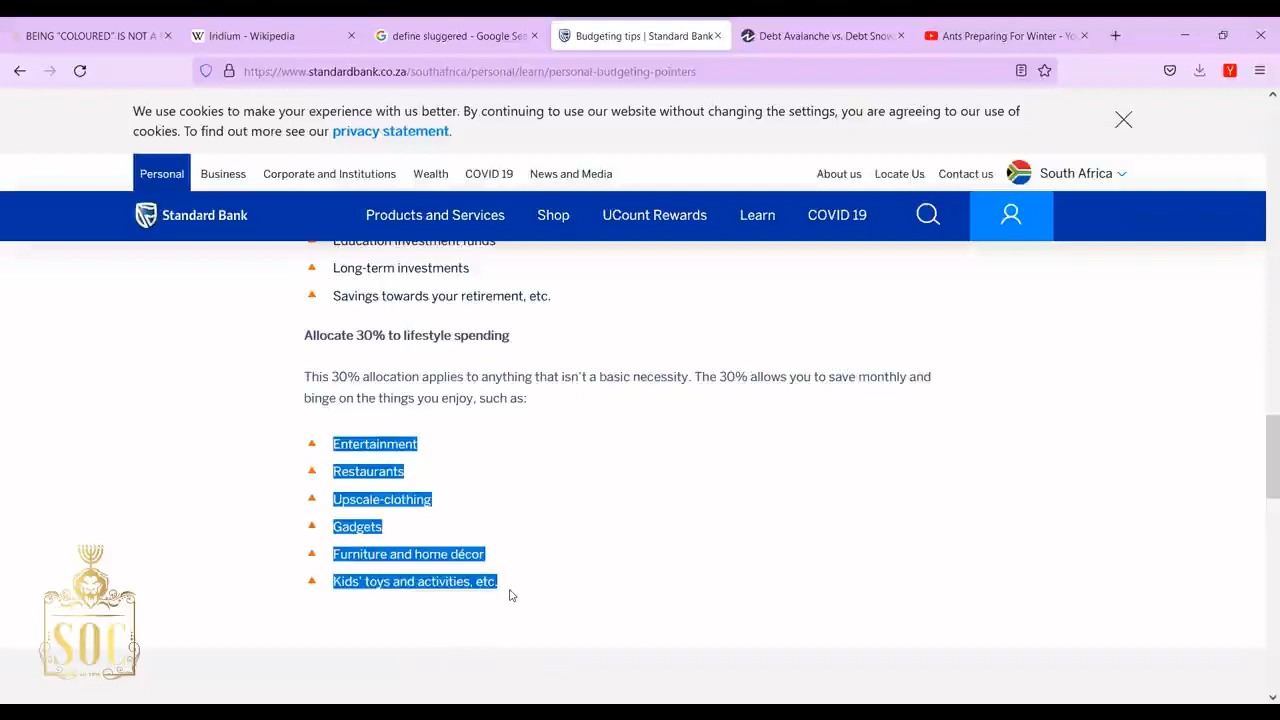 BEING "COLOURED" IS NOT A
Iridium - Wikipedia
define sluggered - Google Sea
Budgeting tips | Standard Bank
Debt Avalanche vs. Debt Snow
Ants Preparing For Winter - Yo
https://www.standardbank.co.za/southafrica/personal/learn/personal-budgeting-pointers
We use cookies to make your experience with us better. By continuing to use our website without changing the settings, you are agreeing to our use of
cookies. To find out more see our privacy statement.
Personal Business Corporate and Institutions Wealth COVID 19 News and Media About us Locate Us Contact us South Africa
Standard Bank Products and Services Shop UCount Rewards Learn COVID 19
Education investment funds
Long-term investments
Savings towards your retirement, etc.
Allocate 30% to lifestyle spending
This 30% allocation applies to anything that isn't a basic necessity. The 30% allows you to save monthly and
binge on the things you enjoy, such as:
Entertainment
Restaurants
Upscale-clothing
Gadgets
Furniture and home décor
Kids' toys and activities, etc.
SOC